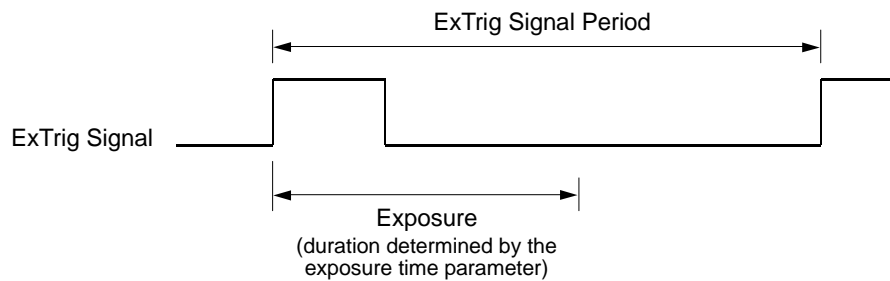 ExTrig Signal Period
ExTrig Signal
Exposure
(duration determined by the
exposure time parameter)